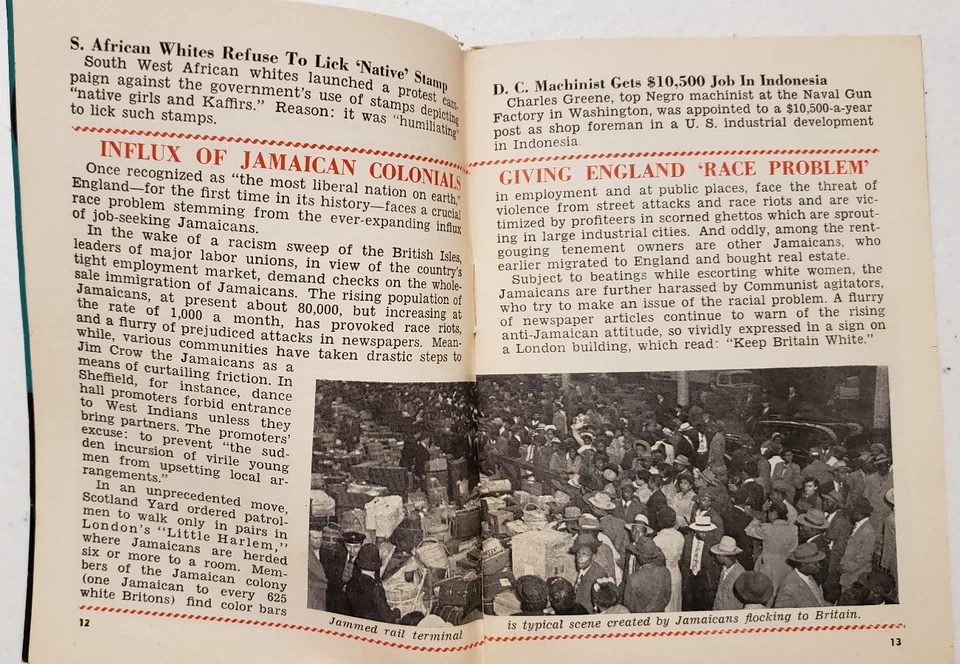 S. African Whites Refuse To Lick 'Native' Stamp
South West African whites launched a protest cam-
paign against the government's use of stamps depicting
"native girls and Kaffirs." Reason: it was "humiliating"
to lick such stamps.
INFLUX OF JAMAICAN COLONIALS
Once recognized as "the most liberal nation on earth,"
England—for the first time in its history—faces a crucial
race problem stemming from the ever-expanding influx
of job-seeking Jamaicans.
In the wake of a racism sweep of the British Isles,
leaders of major labor unions, in view of the country's
tight employment market, demand checks on the whole-
sale immigration of Jamaicans. The rising population of
Jamaicans, at present about 80,000, but increasing at
the rate of 1,000 a month, has provoked race riots,
and a flurry of prejudiced attacks in newspapers. Mean-
while, various communities have taken drastic steps to
Jim Crow the Jamaicans as a
means of curtailing friction. In
Sheffield, for instance, dance
hall promoters forbid entrance
to West Indians unless they
bring partners. The promoters'
excuse: to prevent "the sud-
den incursion of virile young
men from upsetting local ar-
rangements."
In an unprecedented move,
Scotland Yard ordered patrol-
men to walk only in pairs in
London's "Little Harlem,"
where Jamaicans are herded
six or more to a room. Mem-
bers of the Jamaican colony
(one Jamaican to every 625
white Britons) find color bars
Jammed rail terminal
12
D. C. Machinist Gets $10,500 Job In Indonesia
Charles Greene, top Negro machinist at the Naval Gun
Factory in Washington, was appointed to a $10,500-a-year
post as shop foreman in a U. S. industrial development
in Indonesia.
GIVING ENGLAND 'RACE PROBLEM'
in employment and at public places, face the threat of
violence from street attacks and race riots and are vic-
timized by profiteers in scorned ghettos which are sprout-
ing in large industrial cities. And oddly, among the rent-
gouging tenement owners are other Jamaicans, who
earlier migrated to England and bought real estate.
Subject to beatings while escorting white women, the
Jamaicans are further harassed by Communist agitators,
who try to make an issue of the racial problem. A flurry
of newspaper articles continue to warn of the rising
anti-Jamaican attitude, so vividly expressed in a sign on
a London building, which read: "Keep Britain White."
is typical scene created by Jamaicans flocking to Britain.
13